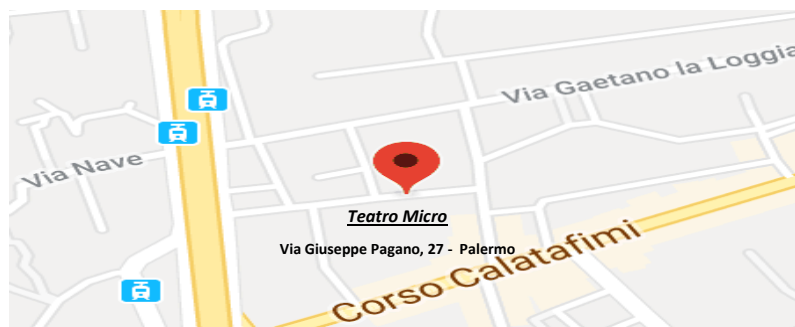 Via Gaetano la Loggia
Via Nave
Teatro Micro
Via Giuseppe Pagano, 27 - Palermo
Corso Calatafimi